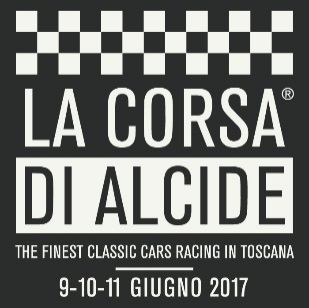 LA CORSA®
DI ALCIDE
THE FINEST CLASSIC CARS RACING IN TOSCANA
9-10-11 GIUGNO 2017